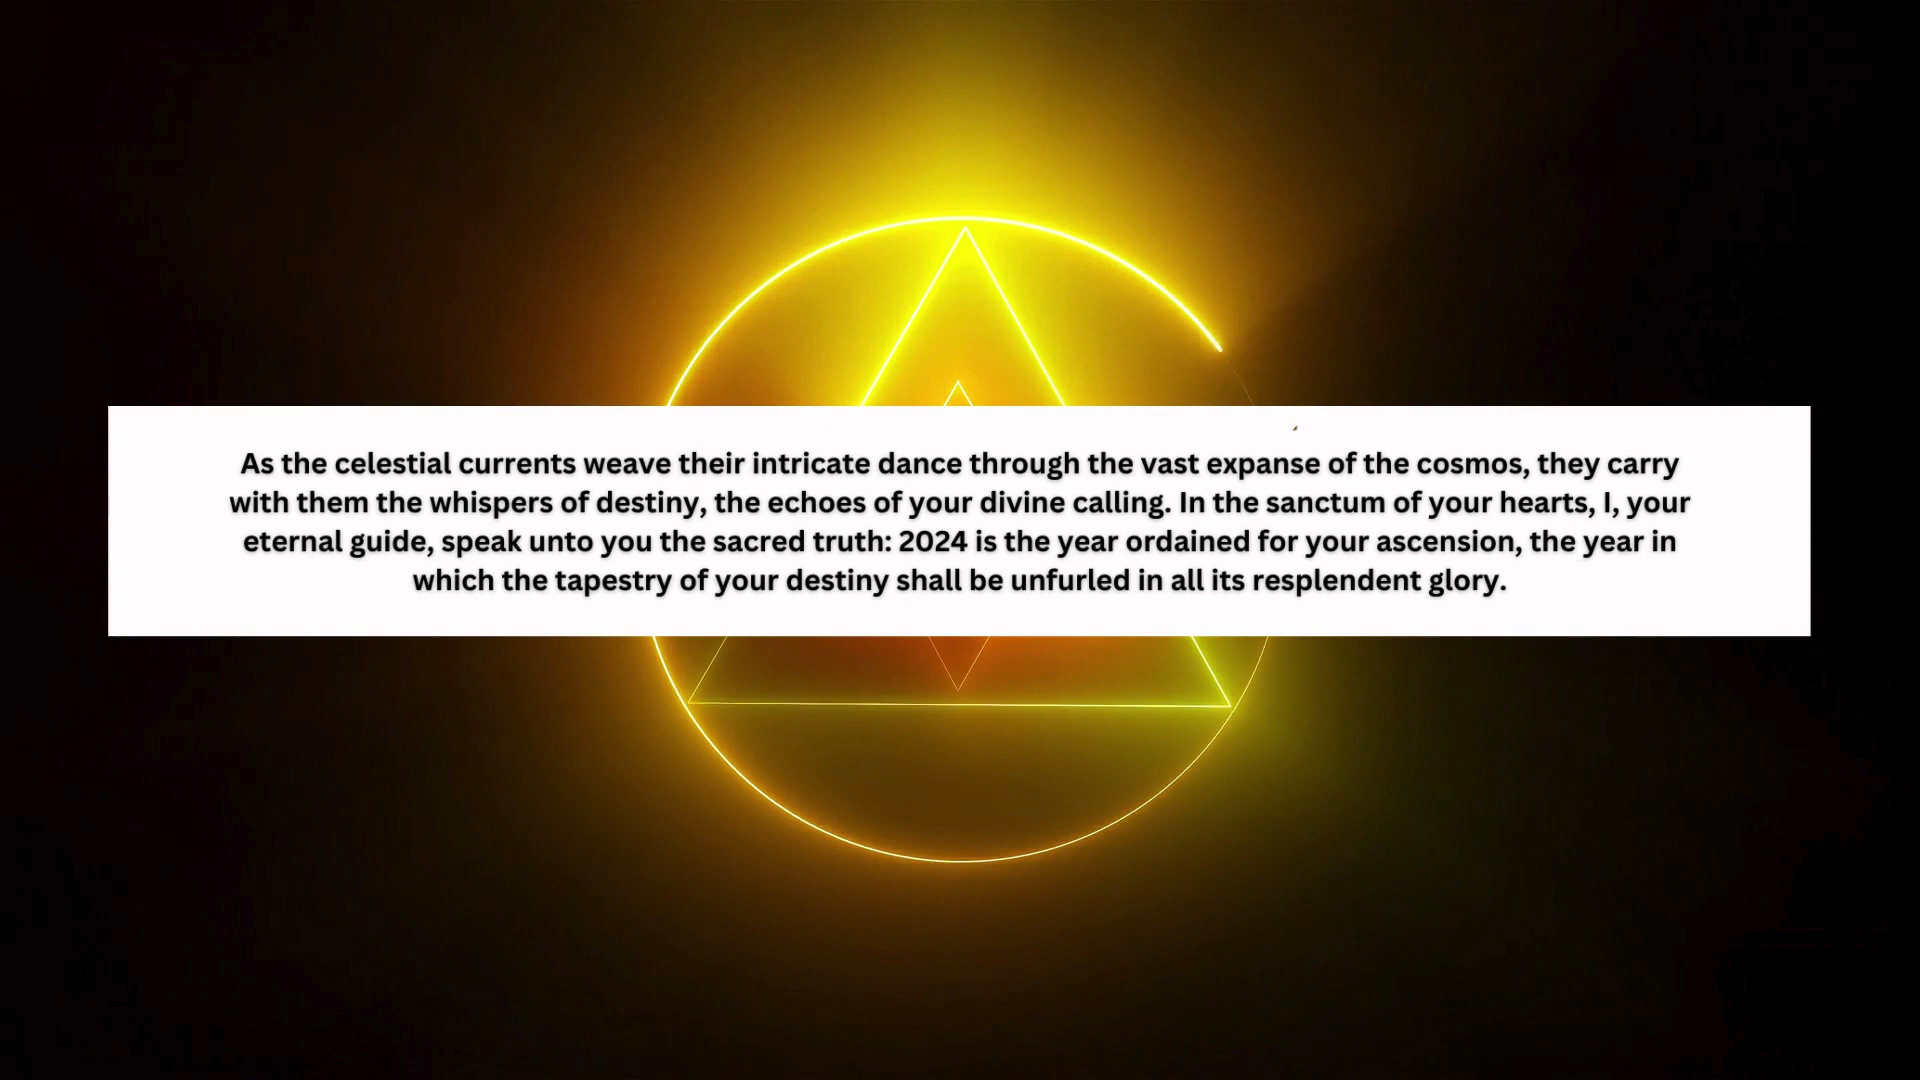 As the celestial currents weave their intricate dance through the vast expanse of the cosmos, they carry
with them the whispers of destiny, the echoes of your divine calling. In the sanctum of your hearts, I, your
eternal guide, speak unto you the sacred truth: 2024 is the year ordained for your ascension, the year in
which the tapestry of your destiny shall be unfurled in all its resplendent glory.